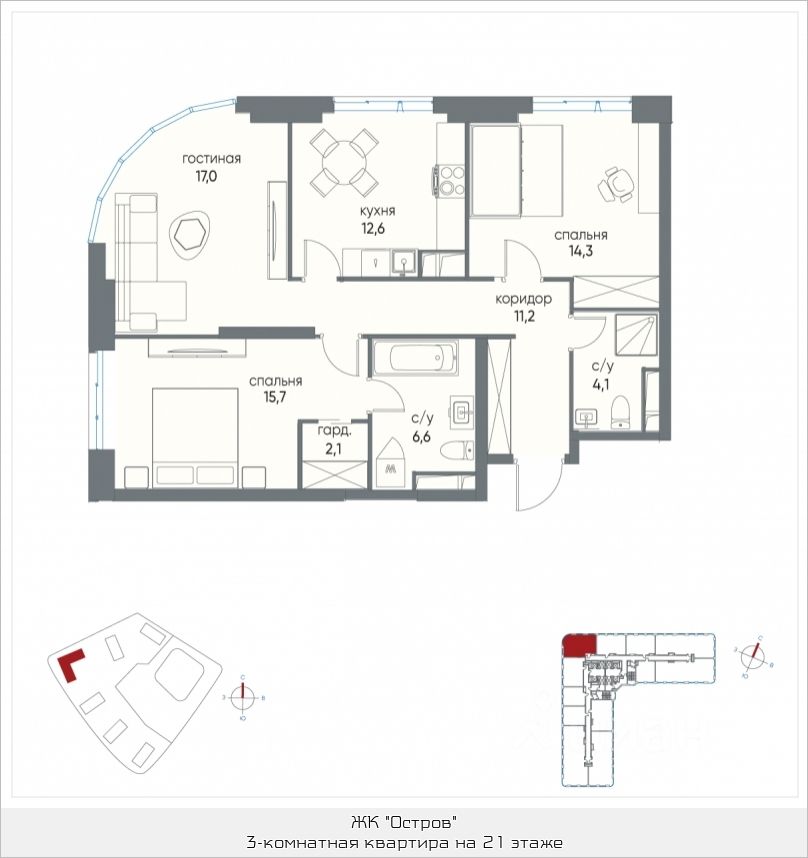 гостиная
17,0
кухня
12,6
спальня
14,3
коридор
11,2
с/у
4,1
спальня
15,7
гард.
2,1
с/у
6,6
С
З
В
Ю
С
З
В
Ю
ЖК "Остров"
3-комнатная квартира на 21 этаже